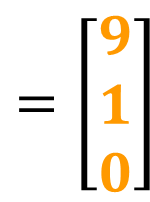 = [9
1
0]